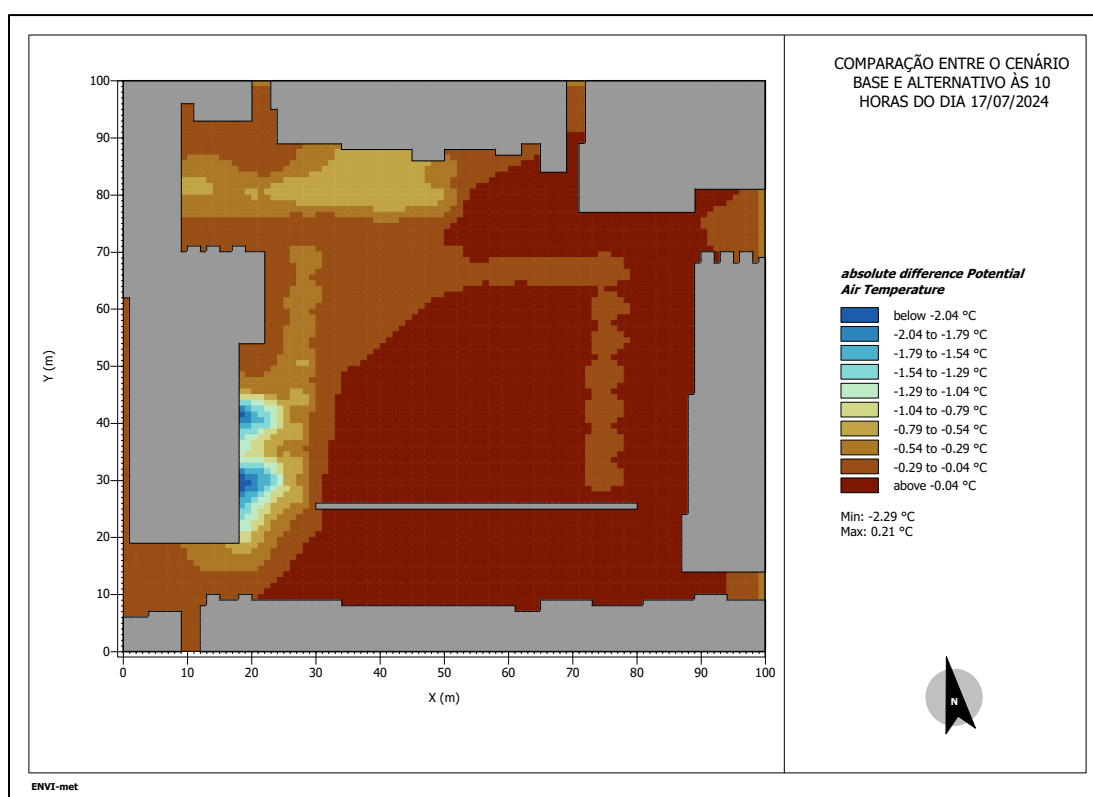 COMPARAÇÃO ENTRE O CENÁRIO
BASE E ALTERNATIVO ÀS 10
HORAS DO DIA 17/07/2024
100
90
80
70
60
50
40
30
20
10
0
Y (m)
0 10 20 30 40 50 60 70 80 90 100
X (m)
absolute difference Potential
Air Temperature
below -2.04 °C
-2.04 to -1.79 °C
-1.79 to -1.54 °C
-1.54 to -1.29 °C
-1.29 to -1.04 °C
-1.04 to -0.79 °C
-0.79 to -0.54 °C
-0.54 to -0.29 °C
-0.29 to -0.04 °C
above -0.04 °C
Min: -2.29 °C
Max: 0.21 °C
N
ENVI-met